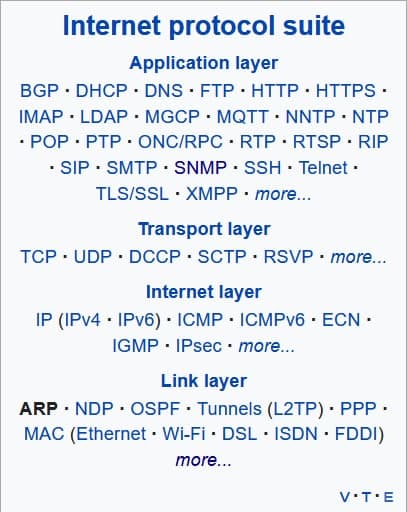 Internet protocol suite
Application layer
BGP · DHCP · DNS · FTP · HTTP · HTTPS ·
IMAP · LDAP · MGCP · MQTT · NNTP · NTP
· POP · PTP · ONC/RPC · RTP · RTSP · RIP
· SIP · SMTP · SNMP · SSH · Telnet ·
TLS/SSL · XMPP · more...
Transport layer
TCP · UDP · DCCP · SCTP · RSVP · more...
Internet layer
IP (IPv4 · IPv6) · ICMP · ICMPv6 · ECN ·
IGMP · IPsec · more...
Link layer
ARP · NDP · OSPF · Tunnels (L2TP) · PPP ·
MAC (Ethernet · Wi-Fi · DSL · ISDN · FDDI)
more...
V · T · E